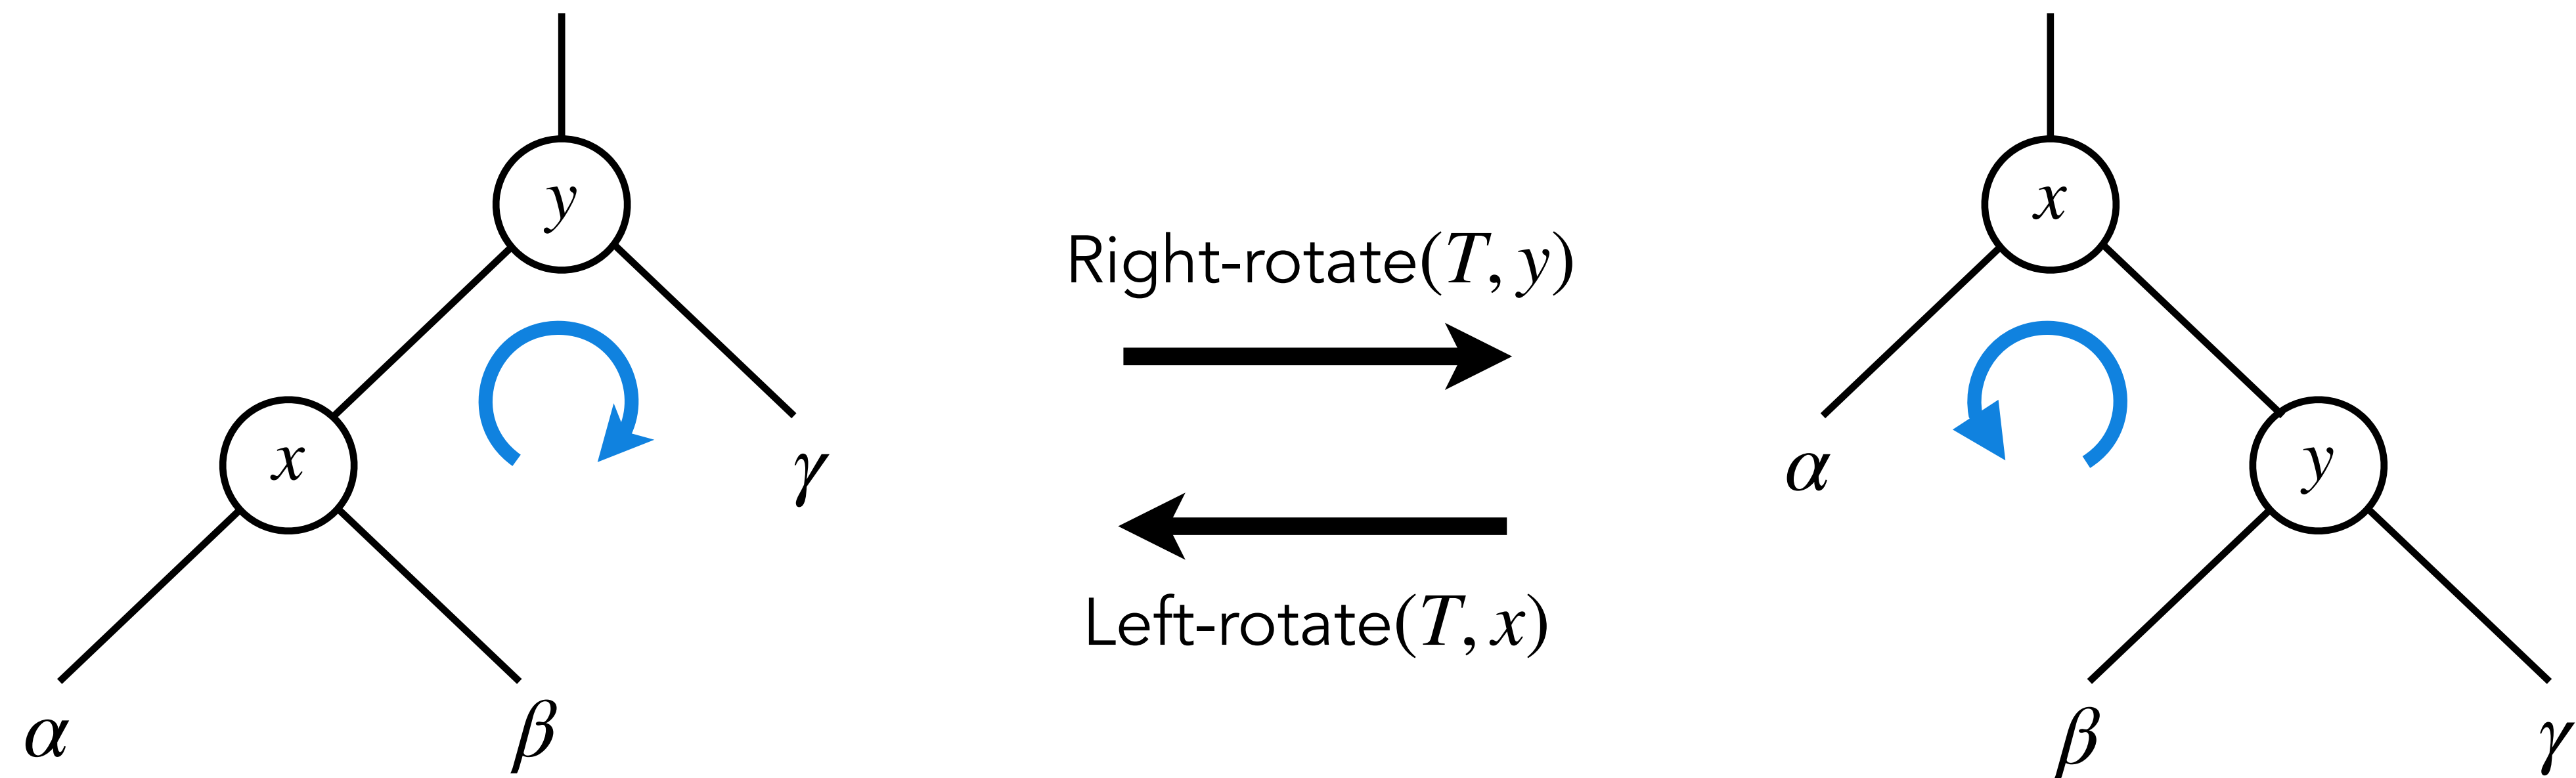 y
x
γ
α
β
Right-rotate(T, y)
Left-rotate(T, x)
x
α
y
β
γ